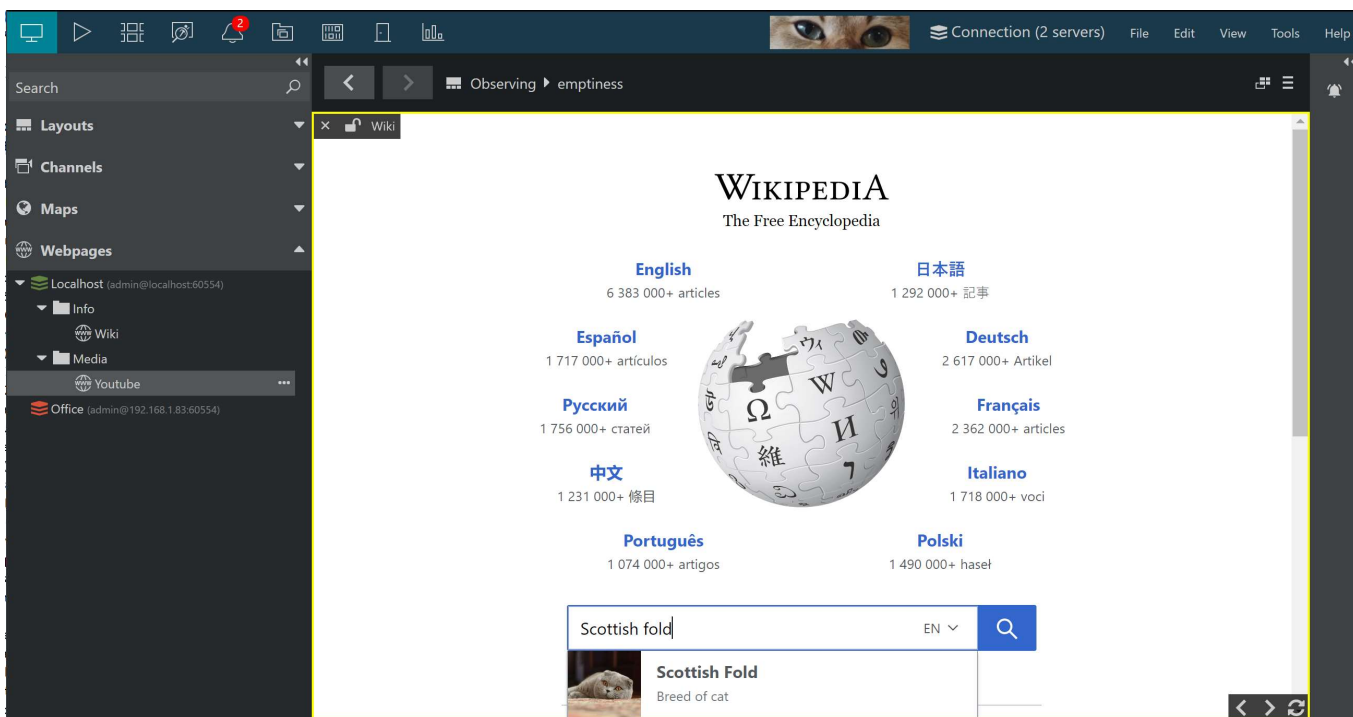 2
Connection (2 servers) File Edit View Tools Help
Search
Observing emptiness
Layouts
Channels
Maps
Webpages
Localhost (admin@localhost:60554)
Info
Wiki
Media
Youtube
Office (admin@192.168.1.83:60554)
Wiki
WIKIPEDIA
The Free Encyclopedia
English
6 383 000+ articles
日本語
1 292 000+ 記事
Español
1 717 000+ artículos
Deutsch
2 617 000+ Artikel
Русский
1 756 000+ статей
Français
2 362 000+ articles
中文
1 231 000+ 條目
Italiano
1 718 000+ voci
Português
1 074 000+ artigos
Polski
1 490 000+ haseł
Ω
W
И
維
ウィ
7
Scottish fold EN
Scottish Fold
Breed of cat